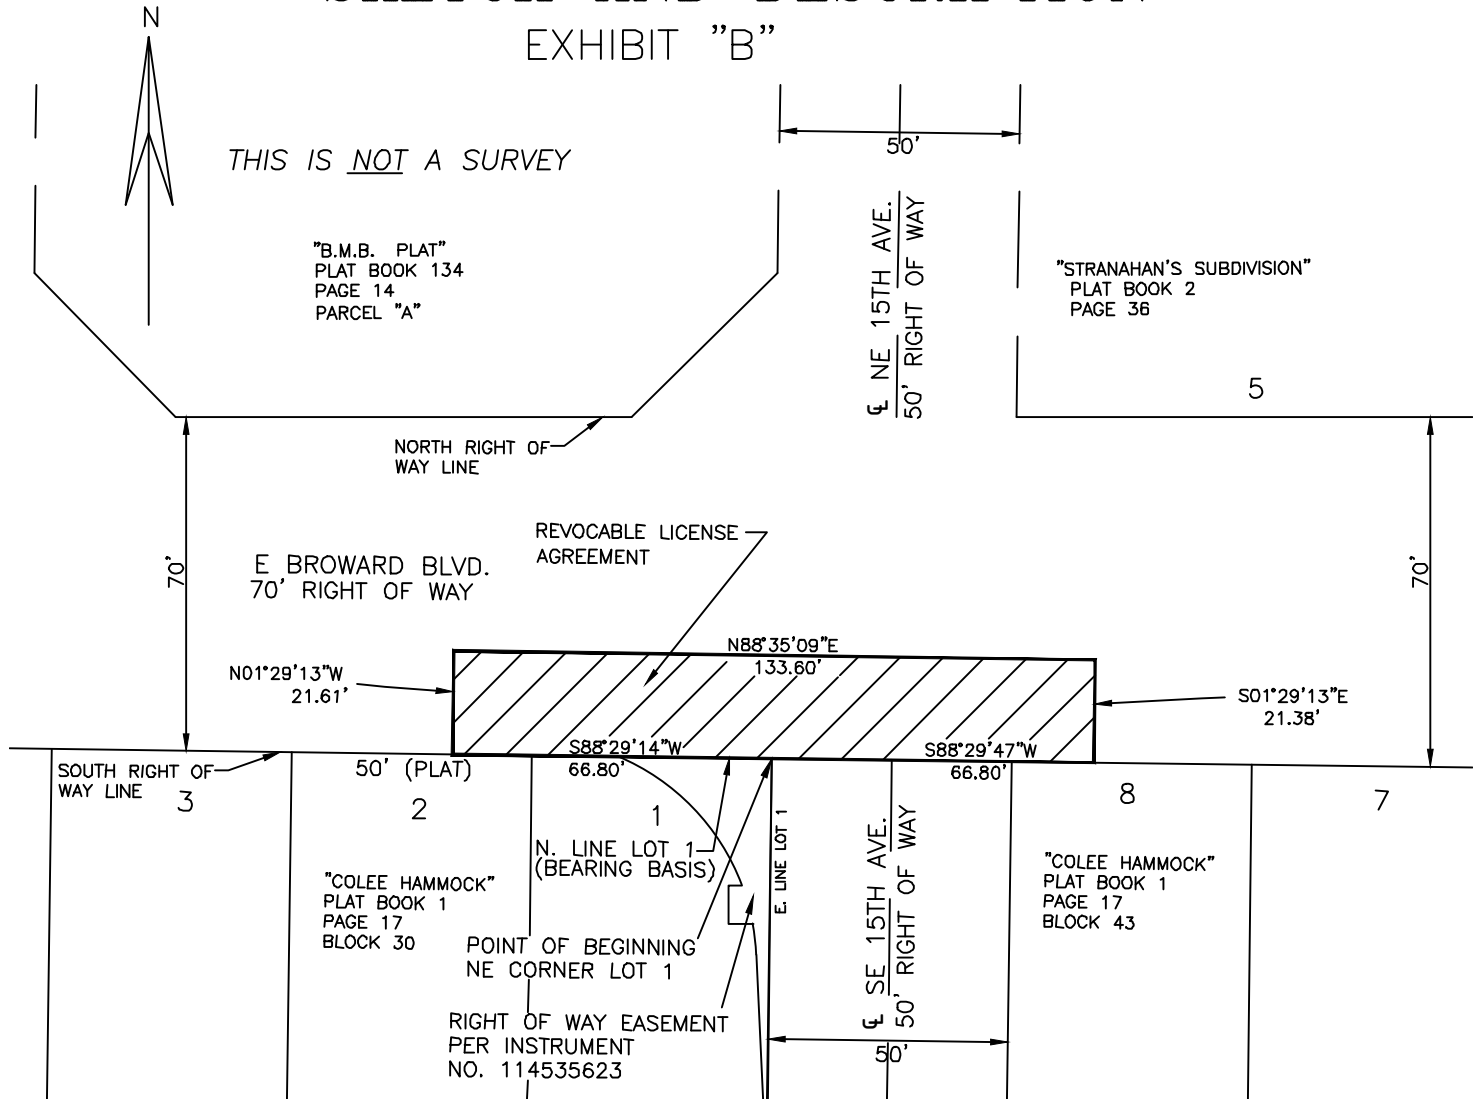 EXHIBIT "B"
N
THIS IS NOT A SURVEY
50'
"B.M.B. PLAT"
PLAT BOOK 134
PAGE 14
PARCEL "A"
℄ NE 15TH AVE.
50' RIGHT OF WAY
"STRANAHAN'S SUBDIVISION"
PLAT BOOK 2
PAGE 36
5
NORTH RIGHT OF
WAY LINE
REVOCABLE LICENSE
AGREEMENT
70'
E BROWARD BLVD.
70' RIGHT OF WAY
70'
N88°35'09"E
133.60'
N01°29'13"W
21.61'
S01°29'13"E
21.38'
S88°29'14"W
66.80'
S88°29'47"W
66.80'
SOUTH RIGHT OF
WAY LINE
50' (PLAT)
3
2
1
8
7
N. LINE LOT 1
(BEARING BASIS)
E. LINE LOT 1
℄ SE 15TH AVE.
50' RIGHT OF WAY
"COLEE HAMMOCK"
PLAT BOOK 1
PAGE 17
BLOCK 30
"COLEE HAMMOCK"
PLAT BOOK 1
PAGE 17
BLOCK 43
POINT OF BEGINNING
NE CORNER LOT 1
RIGHT OF WAY EASEMENT
PER INSTRUMENT
NO. 114535623
50'